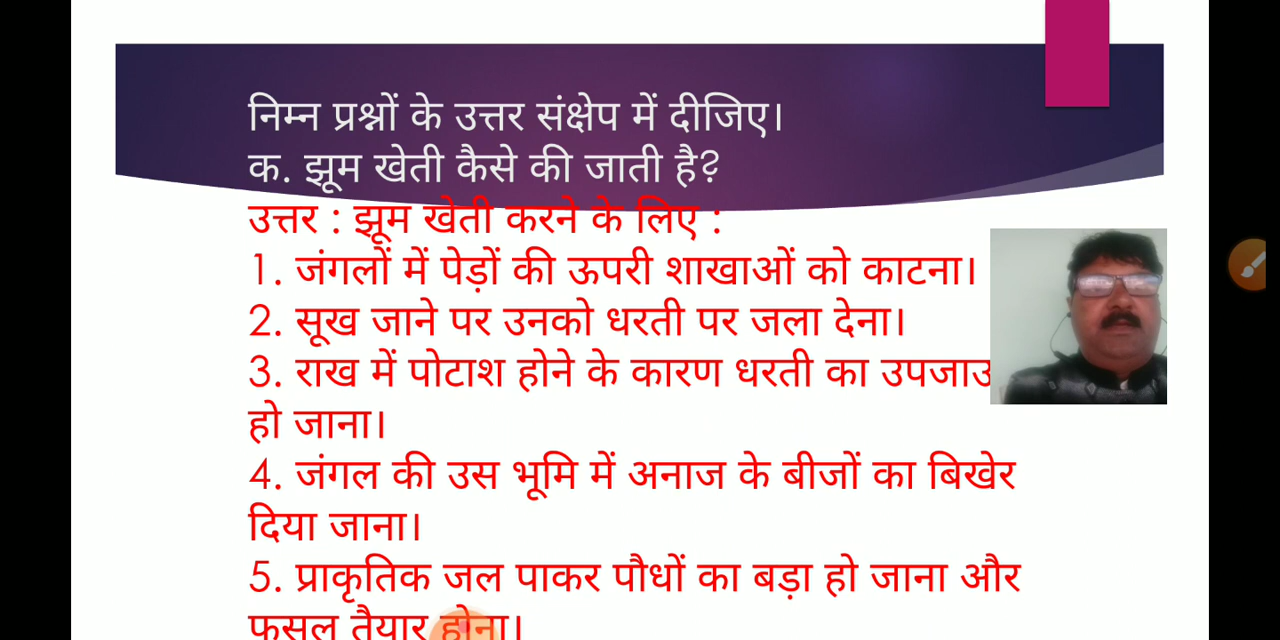 निम्न प्रश्नों के उत्तर संक्षेप में दीजिए।
क. झूम खेती कैसे की जाती है?
उत्तर : झूम खेती करने के लिए :
1. जंगलों में पेड़ों की ऊपरी शाखाओं को काटना।
2. सूख जाने पर उनको धरती पर जला देना।
3. राख में पोटाश होने के कारण धरती का
हो जाना।
4. जंगल की उस भूमि में अनाज के बीजों का बिखेर
दिया जाना।
5. प्राकृतिक जल पाकर पौधों का बड़ा हो जाना और
फसल तैयार होना।